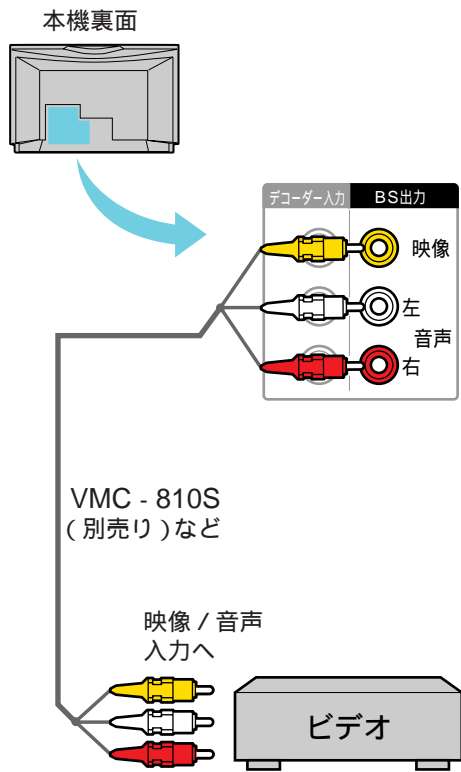 本機裏面
デコーダー入力 BS出力
映像
左
音声
右
VMC - 810S
( 別売り ) など
映像 / 音声
入力へ
ビデオ